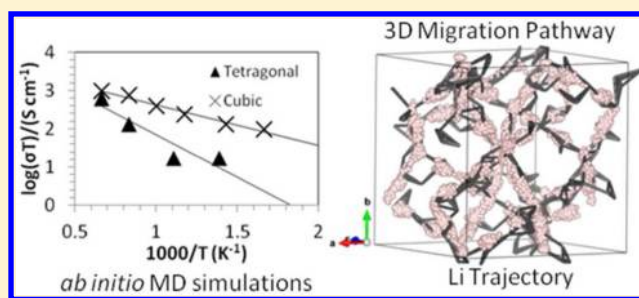 3D Migration Pathway
log(σT)/(S cm⁻¹)
4
3
2
1
0
▲ Tetragonal
× Cubic
0.5 1 1.5 2
1000/T (K⁻¹)
b
a
ab initio MD simulations
Li Trajectory